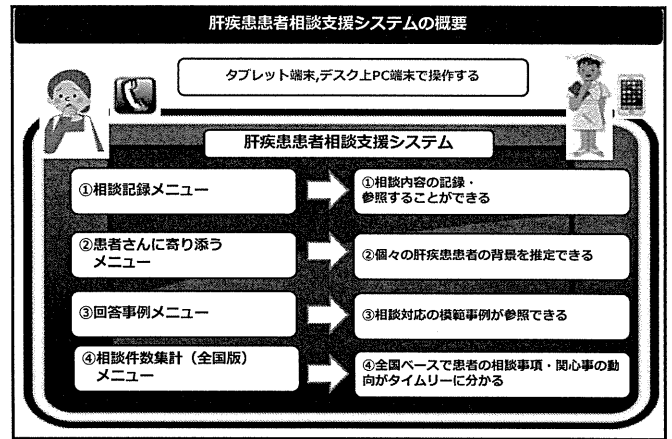 肝疾患患者相談支援システムの概要
タブレット端末,デスク上PC端末で操作する
肝疾患患者相談支援システム
①相談記録メニュー
①相談内容の記録・
参照することができる
②患者さんに寄り添う
メニュー
②個々の肝疾患患者の背景を推定できる
③回答事例メニュー
③相談対応の模範事例が参照できる
④相談件数集計（全国版）
メニュー
④全国ベースで患者の相談事項・関心事の動
向がタイムリーに分かる